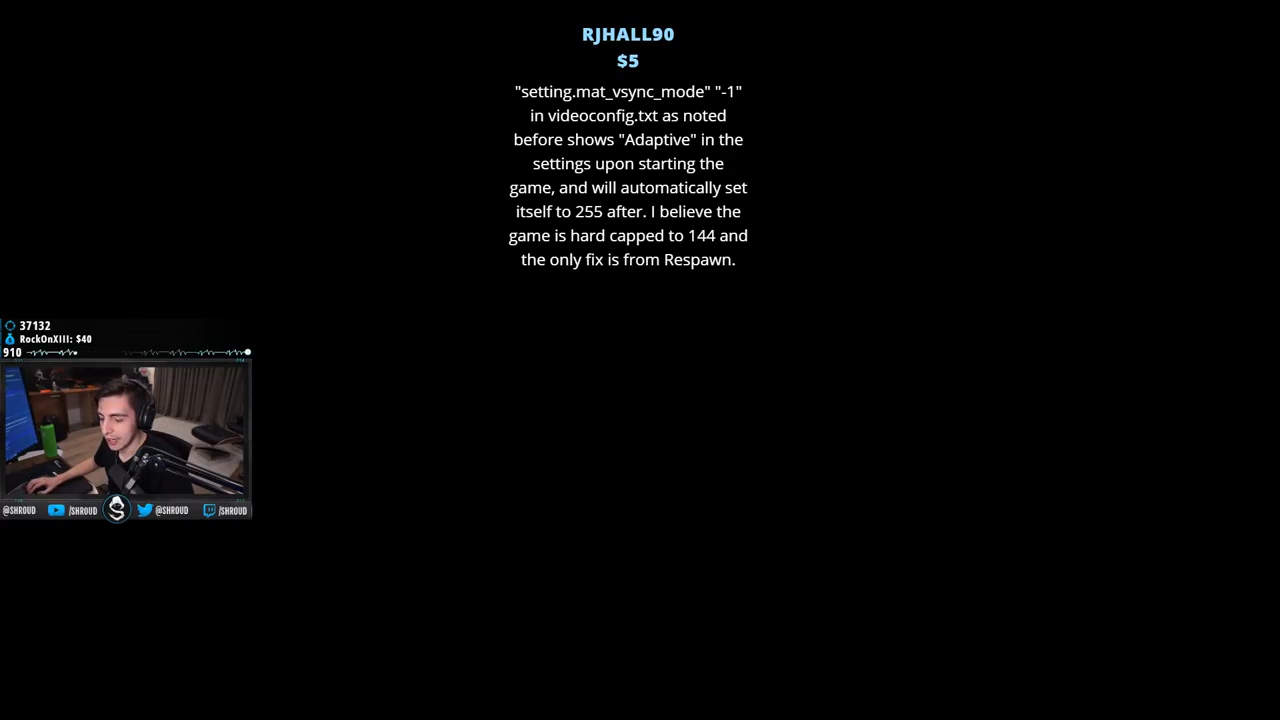 RJHALL90
$5
"setting.mat_vsync_mode" "-1"
in videoconfig.txt as noted
before shows "Adaptive" in the
settings upon starting the
game, and will automatically set
itself to 255 after. I believe the
game is hard capped to 144 and
the only fix is from Respawn.
37132
RockOnXIII: $40
910
@SHROUD /SHROUD @SHROUD /SHROUD